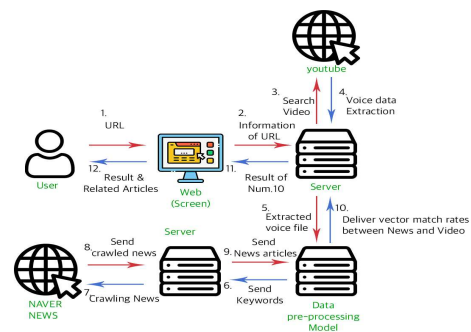 youtube
3.
Search
Video
4.
Voice data
Extraction
1.
URL
2.
Information
of URL
12.
Result &
Related Articles
11.
Result of
Num.10
User
Web
(Screen)
Server
5.
Extracted
voice file
10.
Deliver vector match rates
between News and Video
Server
8.
Send
crawled news
9.
Send
News articles
7.
Crawling News
6.
Send
Keywords
NAVER
NEWS
Data
pre-processing
Model